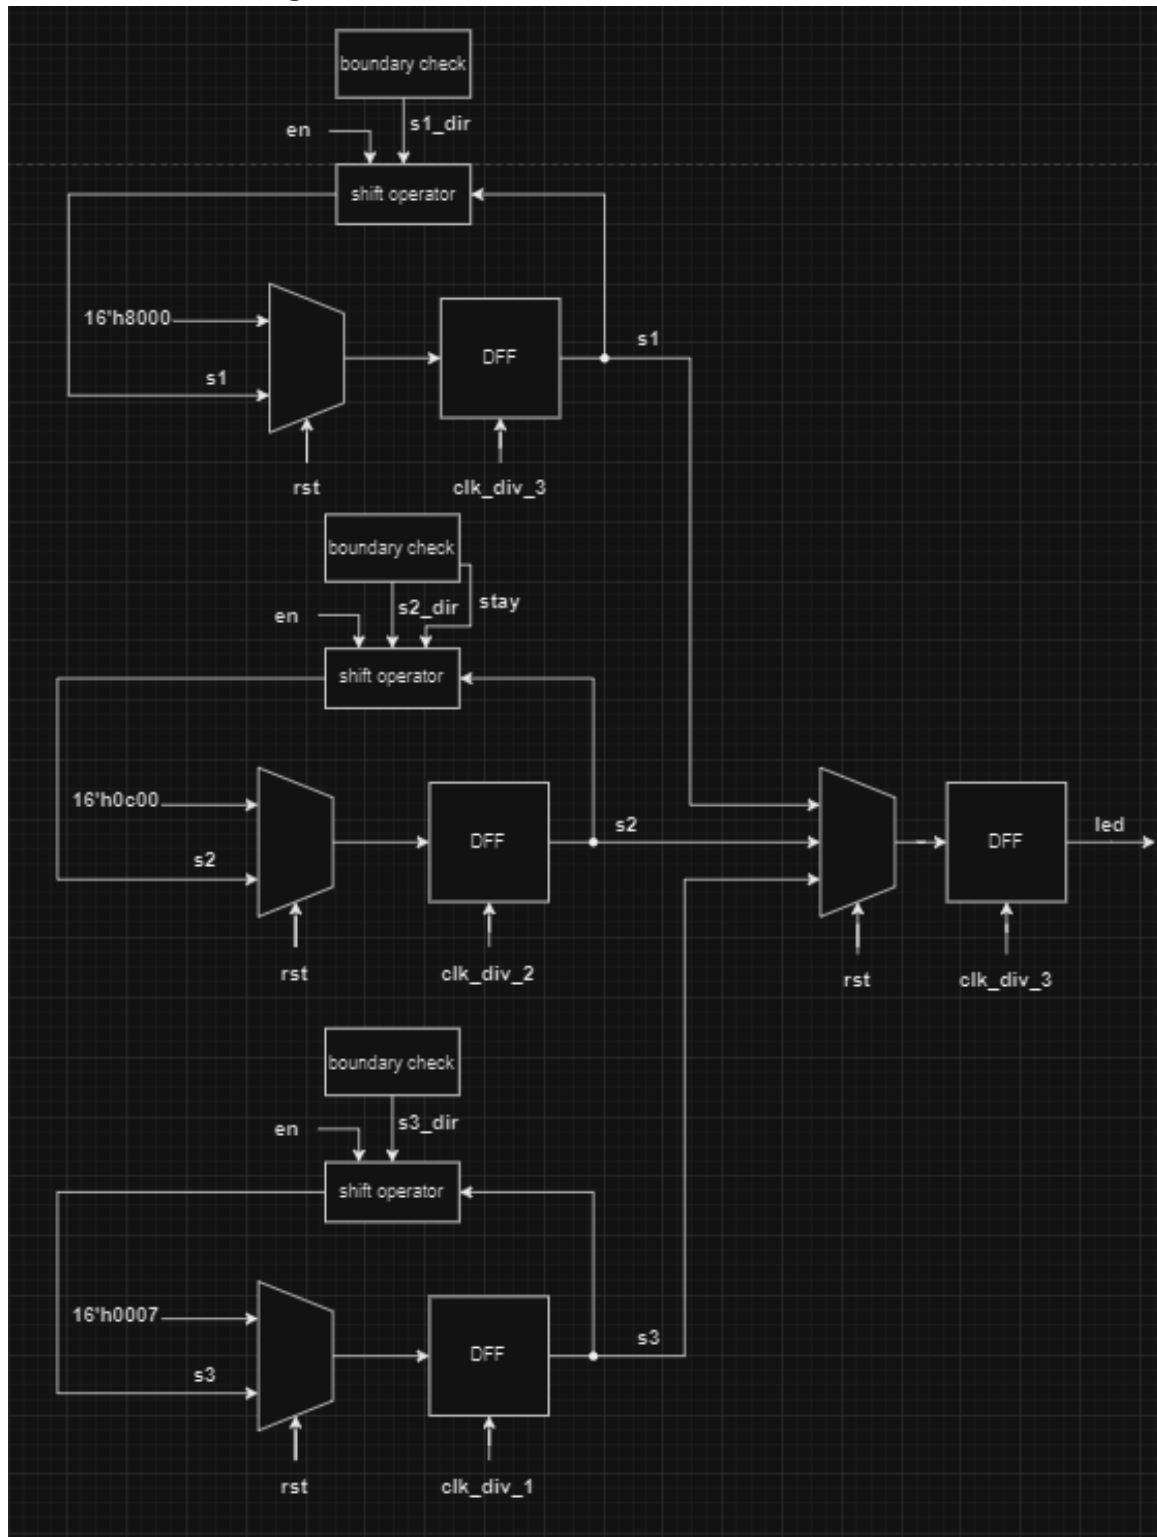 boundary check
en
s1_dir
shift operator
16'h8000
DFF
s1
s1
rst
clk_div_3
boundary check
en
s2_dir
stay
shift operator
16'h0c00
DFF
s2
led
DFF
s2
rst
clk_div_2
rst
clk_div_3
boundary check
en
s3_dir
shift operator
16'h0007
DFF
s3
s3
rst
clk_div_1